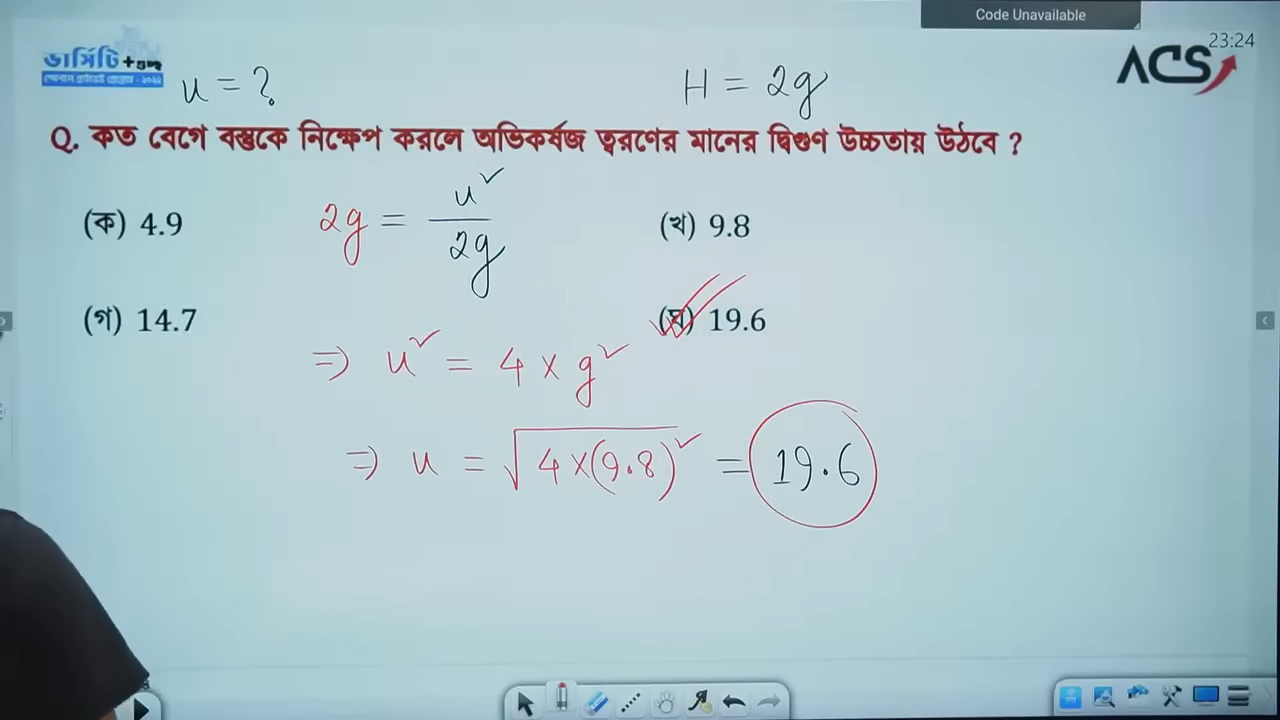 Code Unavailable
23:24
ভার্সিটি +গুচ্ছ
ACS
u = ?
H = 2g
Q. কত বেগে বস্তুকে নিক্ষেপ করলে অভিকর্ষজ ত্বরণের মানের দ্বিগুণ উচ্চতায় উঠবে ?
(ক) 4.9
2g = u²/2g
(খ) 9.8
(গ) 14.7
(ঘ) 19.6
⇒ u² = 4 × g²
⇒ u = √4×(9.8)² = 19.6